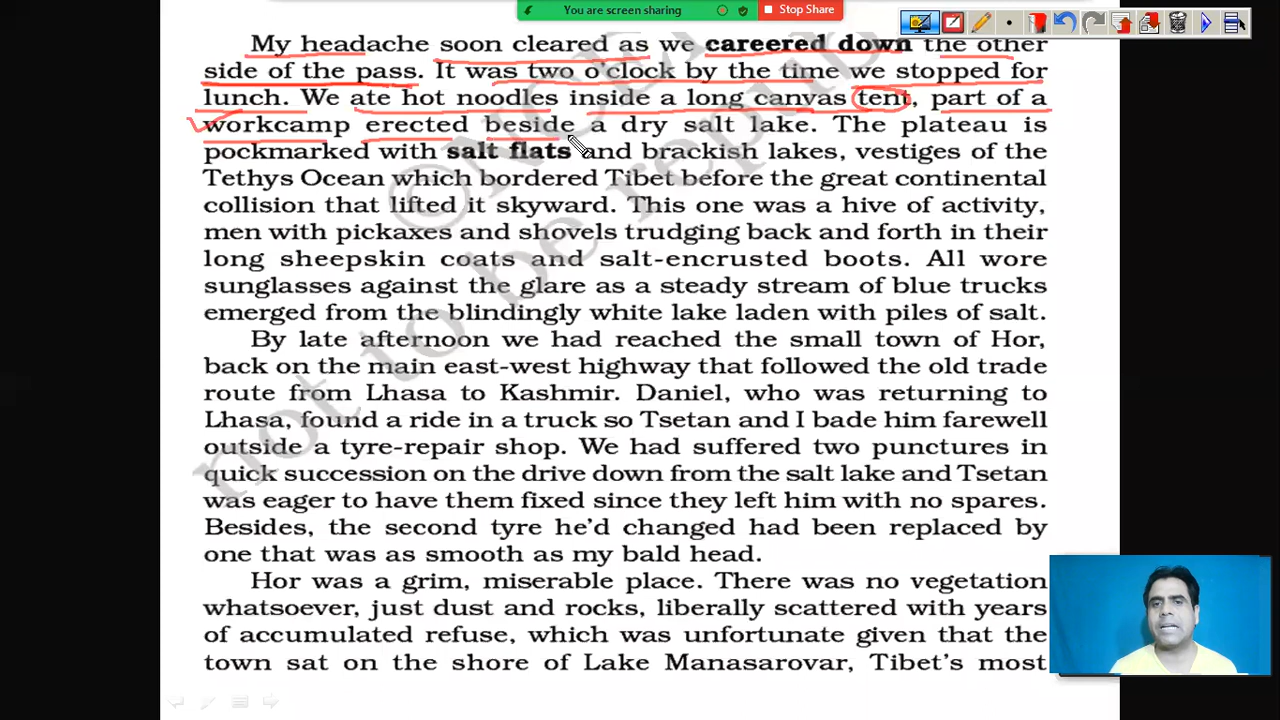 You are screen sharing
Stop Share
My headache soon cleared as we careered down the other
side of the pass. It was two o'clock by the time we stopped for
lunch. We ate hot noodles inside a long canvas tent, part of a
workcamp erected beside a dry salt lake. The plateau is
pockmarked with salt flats and brackish lakes, vestiges of the
Tethys Ocean which bordered Tibet before the great continental
collision that lifted it skyward. This one was a hive of activity,
men with pickaxes and shovels trudging back and forth in their
long sheepskin coats and salt-encrusted boots. All wore
sunglasses against the glare as a steady stream of blue trucks
emerged from the blindingly white lake laden with piles of salt.
By late afternoon we had reached the small town of Hor,
back on the main east-west highway that followed the old trade
route from Lhasa to Kashmir. Daniel, who was returning to
Lhasa, found a ride in a truck so Tsetan and I bade him farewell
outside a tyre-repair shop. We had suffered two punctures in
quick succession on the drive down from the salt lake and Tsetan
was eager to have them fixed since they left him with no spares.
Besides, the second tyre he'd changed had been replaced by
one that was as smooth as my bald head.
Hor was a grim, miserable place. There was no vegetation
whatsoever, just dust and rocks, liberally scattered with years
of accumulated refuse, which was unfortunate given that the
town sat on the shore of Lake Manasarovar, Tibet's most
not to be repub